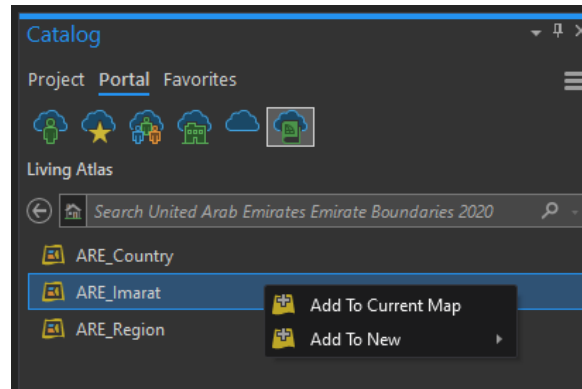 Catalog
Project Portal Favorites
Living Atlas
Search United Arab Emirates Emirate Boundaries 2020
ARE_Country
ARE_Imarat
Add To Current Map
ARE_Region
Add To New